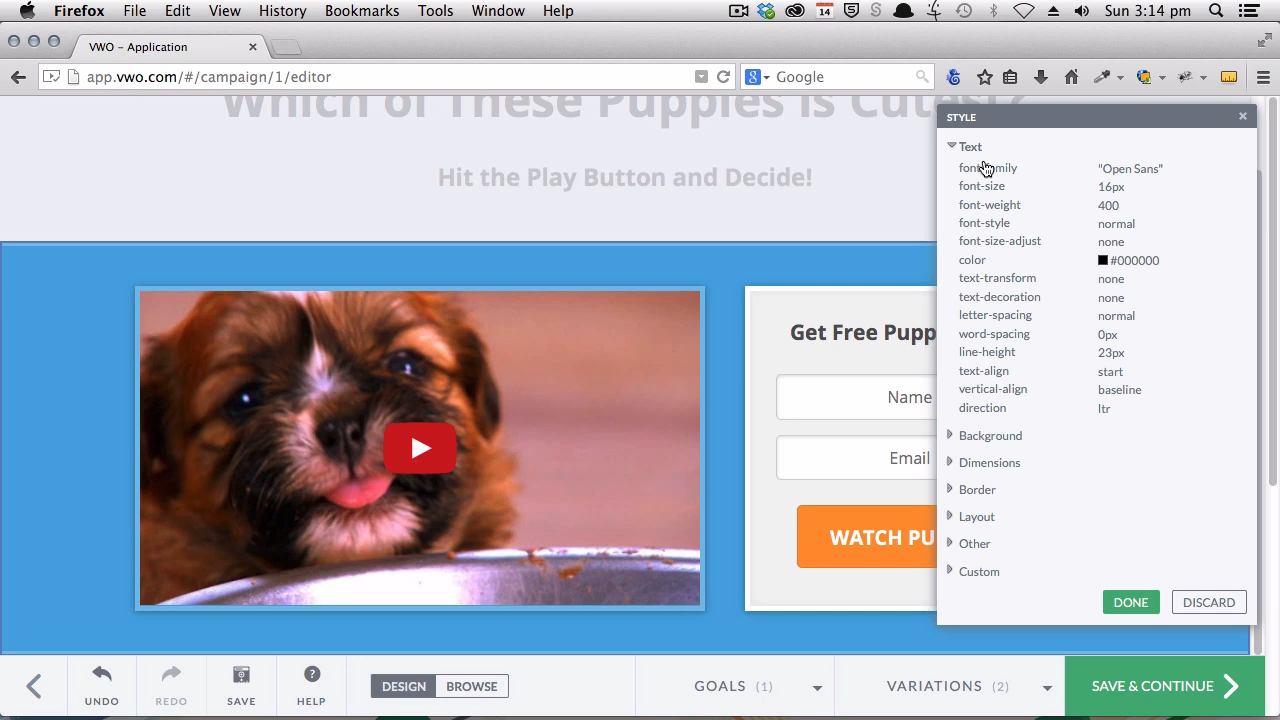 Firefox File Edit View History Bookmarks Tools Window Help 14 Sun 3:14 pm
VWO – Application
app.vwo.com/#/campaign/1/editor
Google
Which of These Puppies is Cutest?
Hit the Play Button and Decide!
Get Free Pupp
Name
Email
WATCH PU
STYLE
Text
font-family "Open Sans"
font-size 16px
font-weight 400
font-style normal
font-size-adjust none
color #000000
text-transform none
text-decoration none
letter-spacing normal
word-spacing 0px
line-height 23px
text-align start
vertical-align baseline
direction ltr
Background
Dimensions
Border
Layout
Other
Custom
DONE DISCARD
UNDO REDO SAVE HELP
DESIGN BROWSE
GOALS (1) VARIATIONS (2) SAVE & CONTINUE